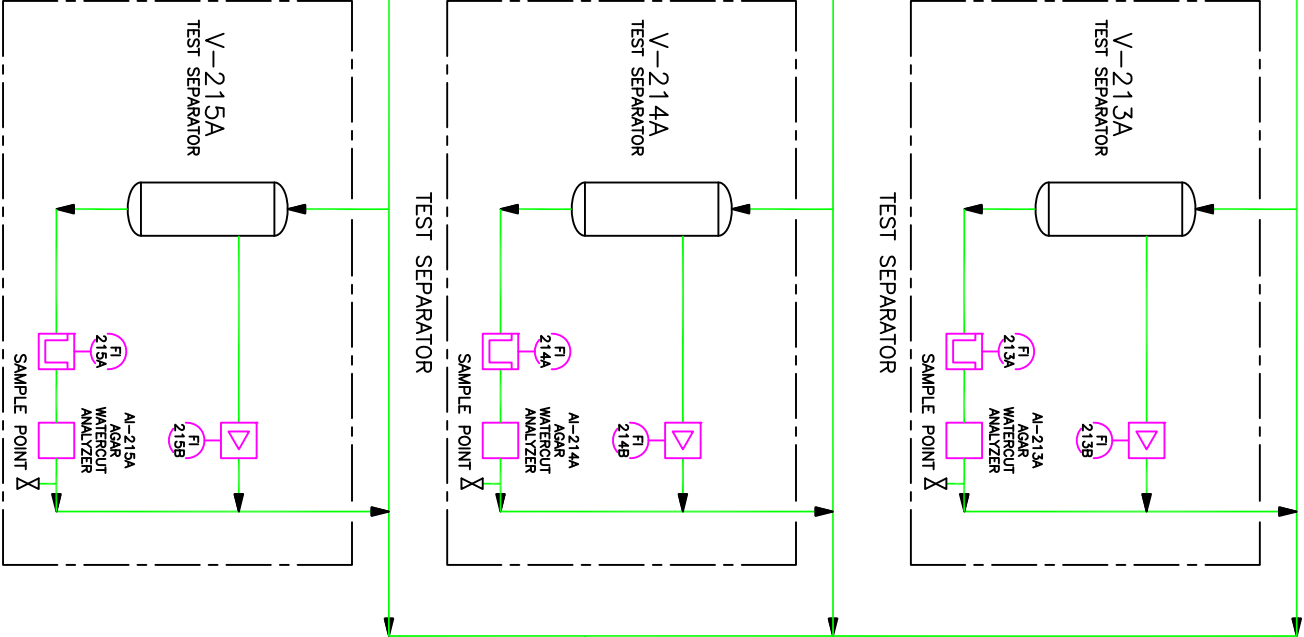 V-213A
TEST SEPARATOR
TEST SEPARATOR
FI
213A
AI-213A
AGAR
WATERCUT
ANALYZER
FI
213B
SAMPLE POINT
V-214A
TEST SEPARATOR
TEST SEPARATOR
FI
214A
AI-214A
AGAR
WATERCUT
ANALYZER
FI
214B
SAMPLE POINT
V-215A
TEST SEPARATOR
FI
215A
AI-215A
AGAR
WATERCUT
ANALYZER
FI
215B
SAMPLE POINT